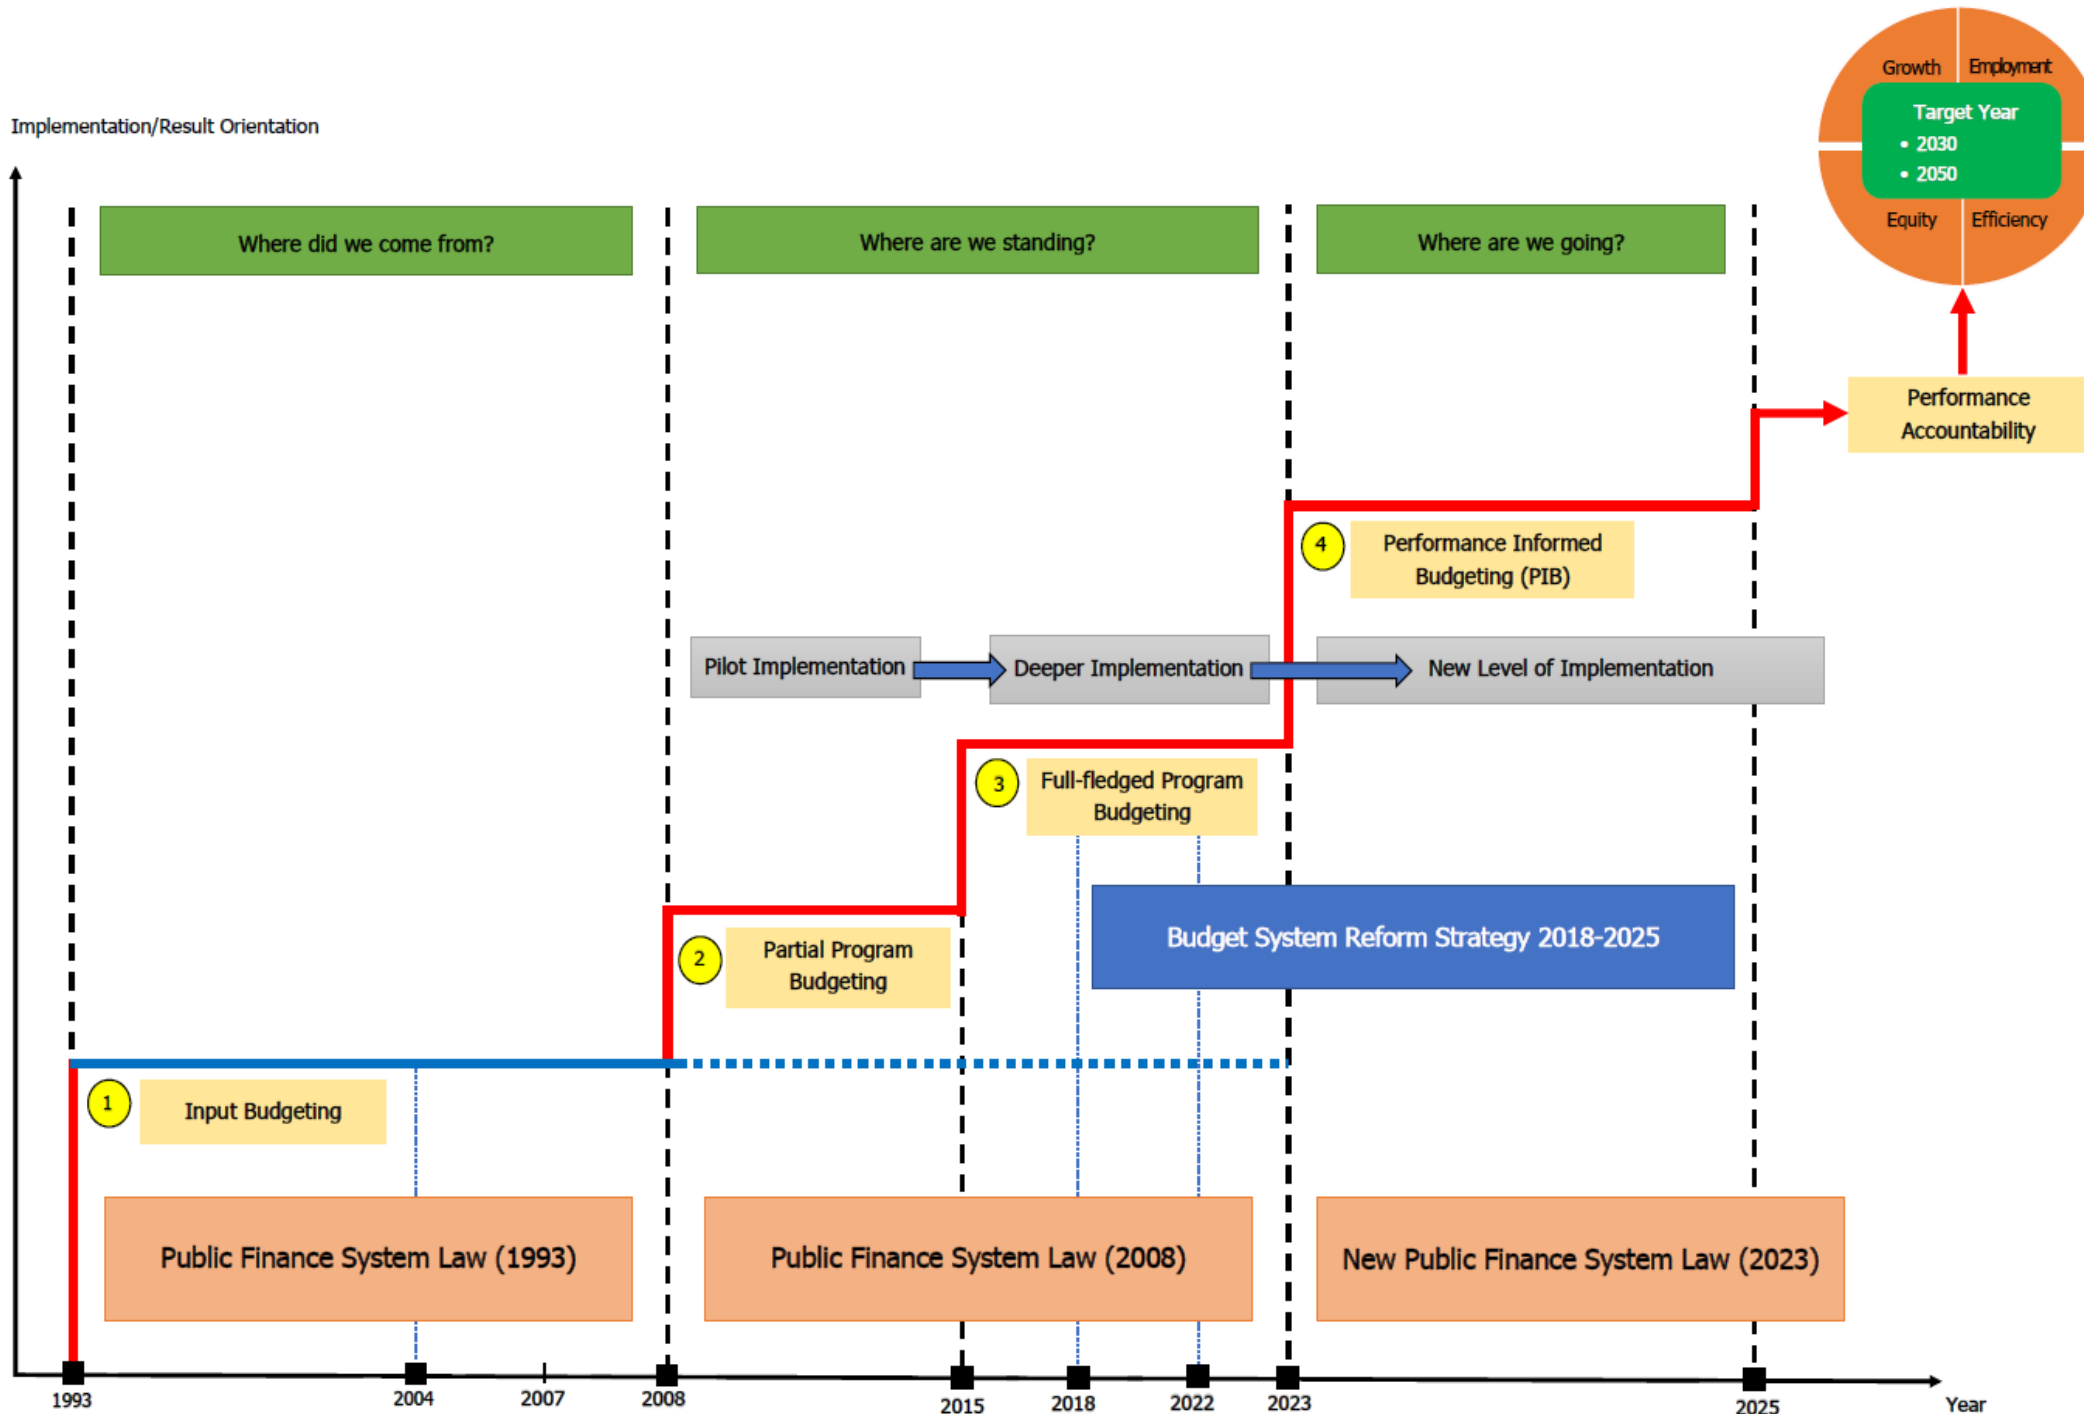 Growth
Employment
Target Year
• 2030
• 2050
Equity
Efficiency
Implementation/Result Orientation
Where did we come from?
Where are we standing?
Where are we going?
Performance
Accountability
4
Performance Informed
Budgeting (PIB)
Pilot Implementation
Deeper Implementation
New Level of Implementation
3
Full-fledged Program
Budgeting
2
Partial Program
Budgeting
Budget System Reform Strategy 2018-2025
1
Input Budgeting
Public Finance System Law (1993)
Public Finance System Law (2008)
New Public Finance System Law (2023)
1993
2004
2007
2008
2015
2018
2022
2023
2025
Year